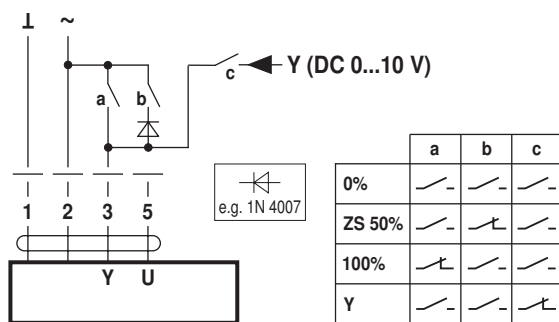 ⊥ ~
a b c Y (DC 0...10 V)
1 2 3 5
Y U
e.g. 1N 4007
a b c
0%
ZS 50%
100%
Y